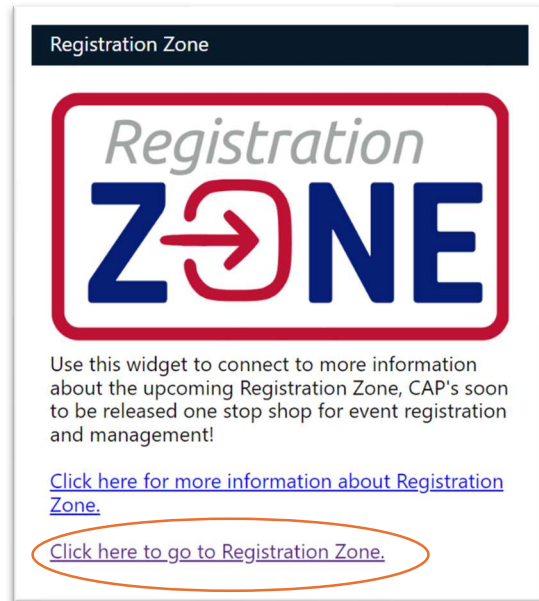 Registration Zone
Registration
ZONE
Use this widget to connect to more information
about the upcoming Registration Zone, CAP's soon
to be released one stop shop for event registration
and management!
Click here for more information about Registration
Zone.
Click here to go to Registration Zone.